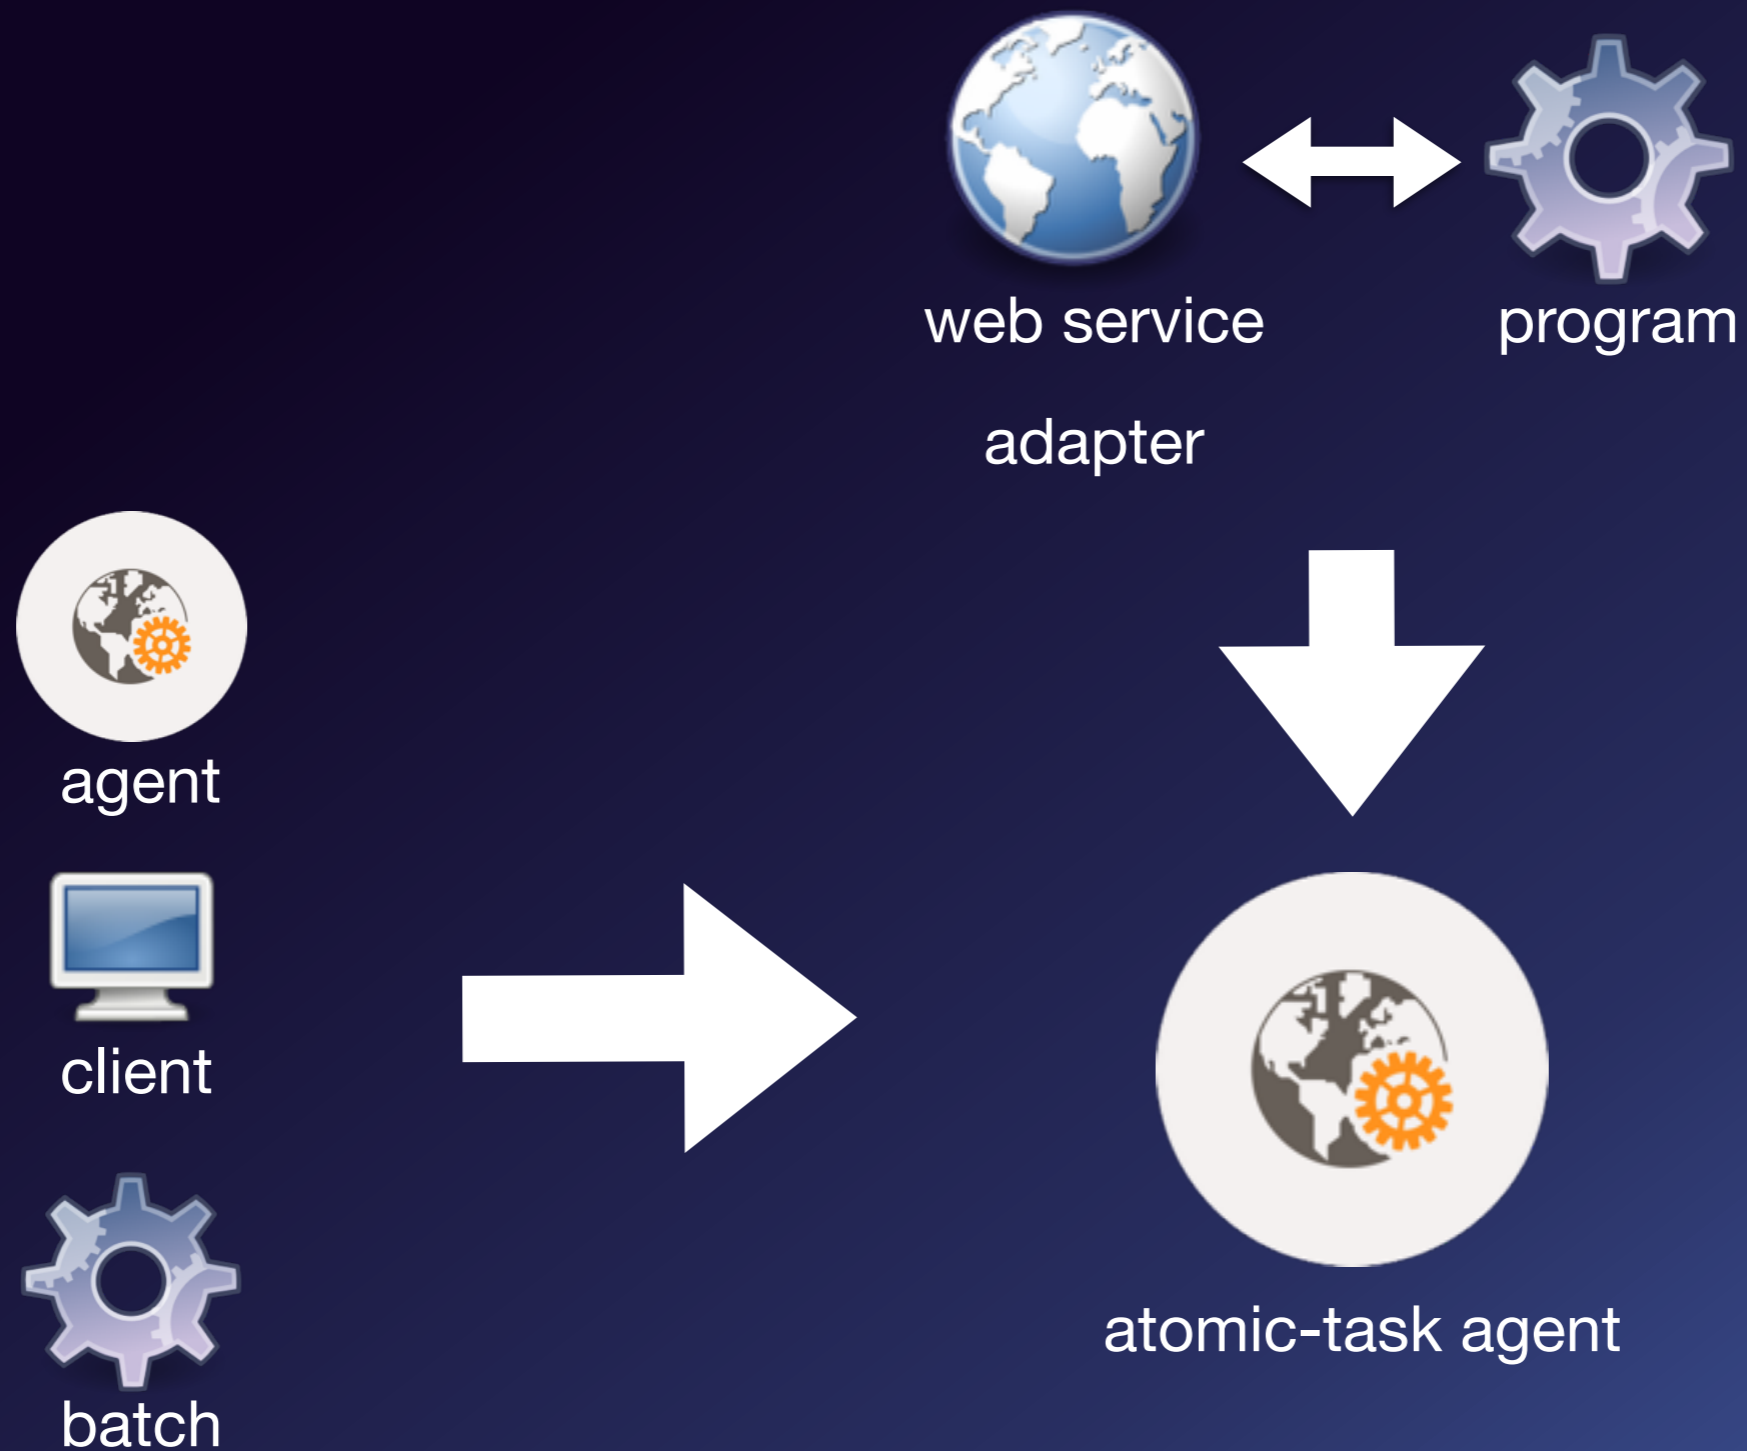 web service
program
adapter
agent
client
atomic-task agent
batch